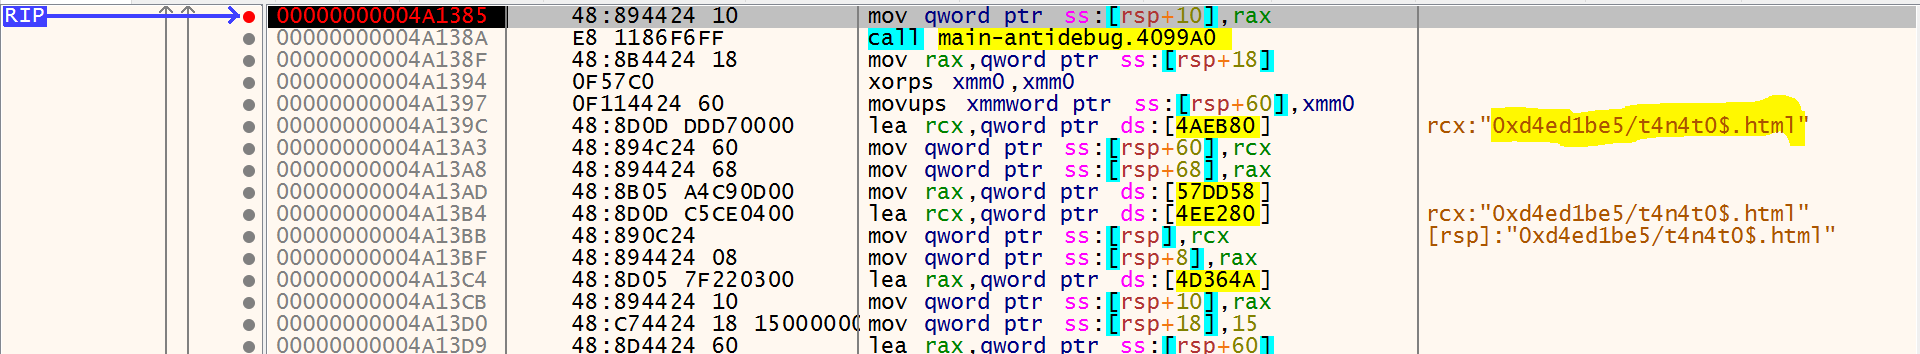 RIP 00000000004A1385 48:894424 10 mov qword ptr ss:[rsp+10],rax
00000000004A138A E8 1186F6FF call main-antidebug.4099A0
00000000004A138F 48:8B4424 18 mov rax,qword ptr ss:[rsp+18]
00000000004A1394 0F57C0 xorps xmm0,xmm0
00000000004A1397 0F114424 60 movups xmmword ptr ss:[rsp+60],xmm0
00000000004A139C 48:8D0D DDD70000 lea rcx,qword ptr ds:[4AEB80] rcx:"0xd4ed1be5/t4n4t0$.html"
00000000004A13A3 48:894C24 60 mov qword ptr ss:[rsp+60],rcx
00000000004A13A8 48:894424 68 mov qword ptr ss:[rsp+68],rax
00000000004A13AD 48:8B05 A4C90D00 mov rax,qword ptr ds:[57DD58]
00000000004A13B4 48:8D0D C5CE0400 lea rcx,qword ptr ds:[4EE280] rcx:"0xd4ed1be5/t4n4t0$.html"
00000000004A13BB 48:890C24 mov qword ptr ss:[rsp],rcx [rsp]:"0xd4ed1be5/t4n4t0$.html"
00000000004A13BF 48:894424 08 mov qword ptr ss:[rsp+8],rax
00000000004A13C4 48:8D05 7F220300 lea rax,qword ptr ds:[4D364A]
00000000004A13CB 48:894424 10 mov qword ptr ss:[rsp+10],rax
00000000004A13D0 48:C74424 18 15000000 mov qword ptr ss:[rsp+18],15
00000000004A13D9 48:8D4424 60 lea rax,qword ptr ss:[rsp+60]